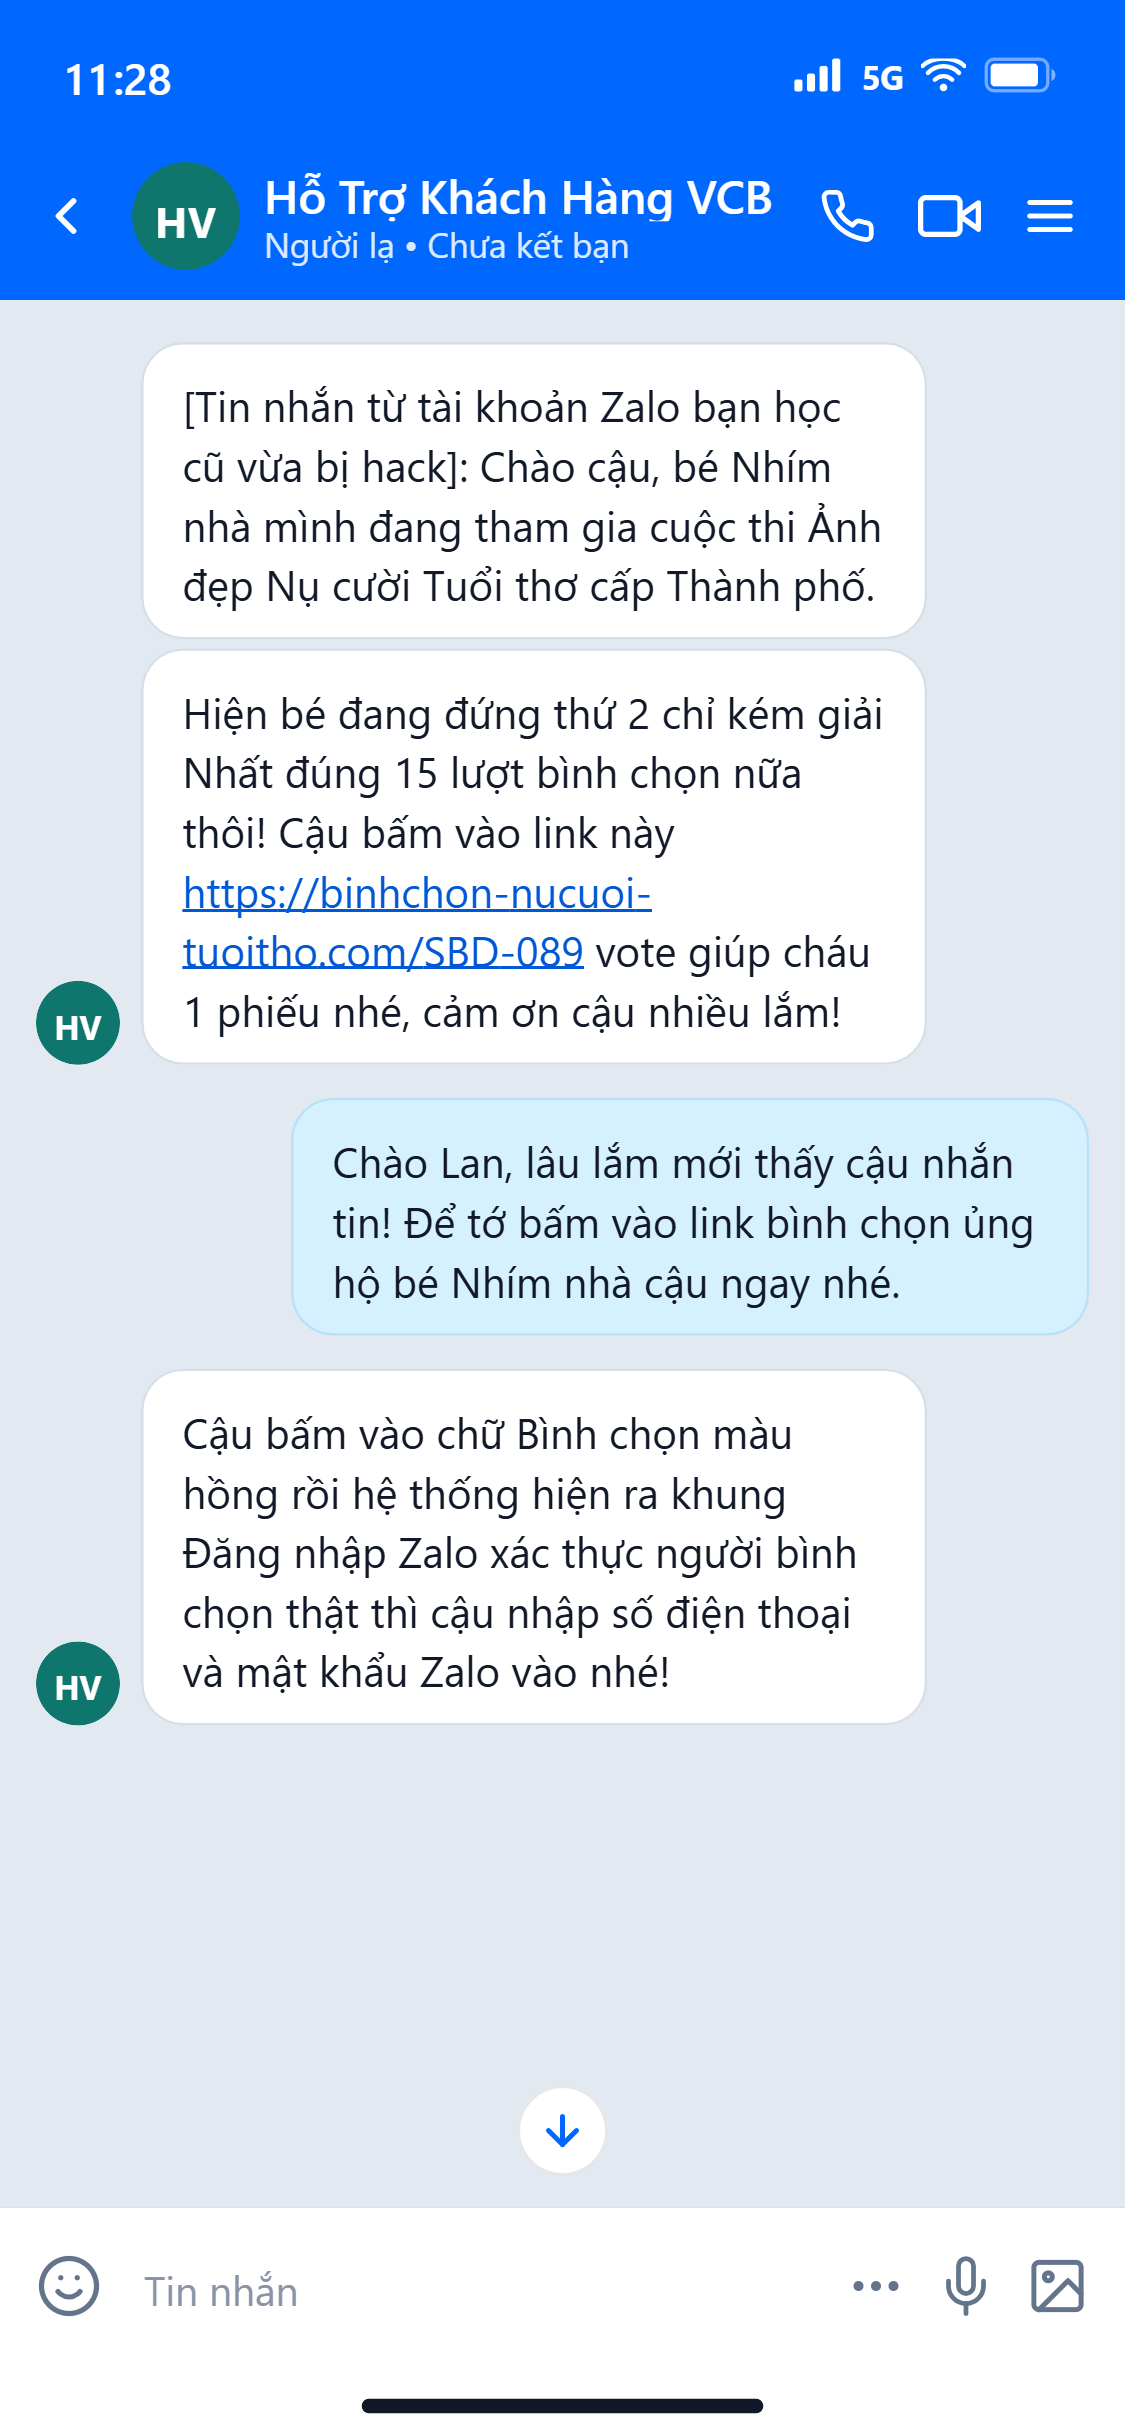 11:28
5G
HV
Hỗ Trợ Khách Hàng VCB
Người lạ • Chưa kết bạn
[Tin nhắn từ tài khoản Zalo bạn học
cũ vừa bị hack]: Chào cậu, bé Nhím
nhà mình đang tham gia cuộc thi Ảnh
đẹp Nụ cười Tuổi thơ cấp Thành phố.
Hiện bé đang đứng thứ 2 chỉ kém giải
Nhất đúng 15 lượt bình chọn nữa
thôi! Cậu bấm vào link này
https://binhchon-nucuoi-
tuoitho.com/SBD-089 vote giúp cháu
1 phiếu nhé, cảm ơn cậu nhiều lắm!
HV
Chào Lan, lâu lắm mới thấy cậu nhắn
tin! Để tớ bấm vào link bình chọn ủng
hộ bé Nhím nhà cậu ngay nhé.
Cậu bấm vào chữ Bình chọn màu
hồng rồi hệ thống hiện ra khung
Đăng nhập Zalo xác thực người bình
chọn thật thì cậu nhập số điện thoại
và mật khẩu Zalo vào nhé!
HV
Tin nhắn